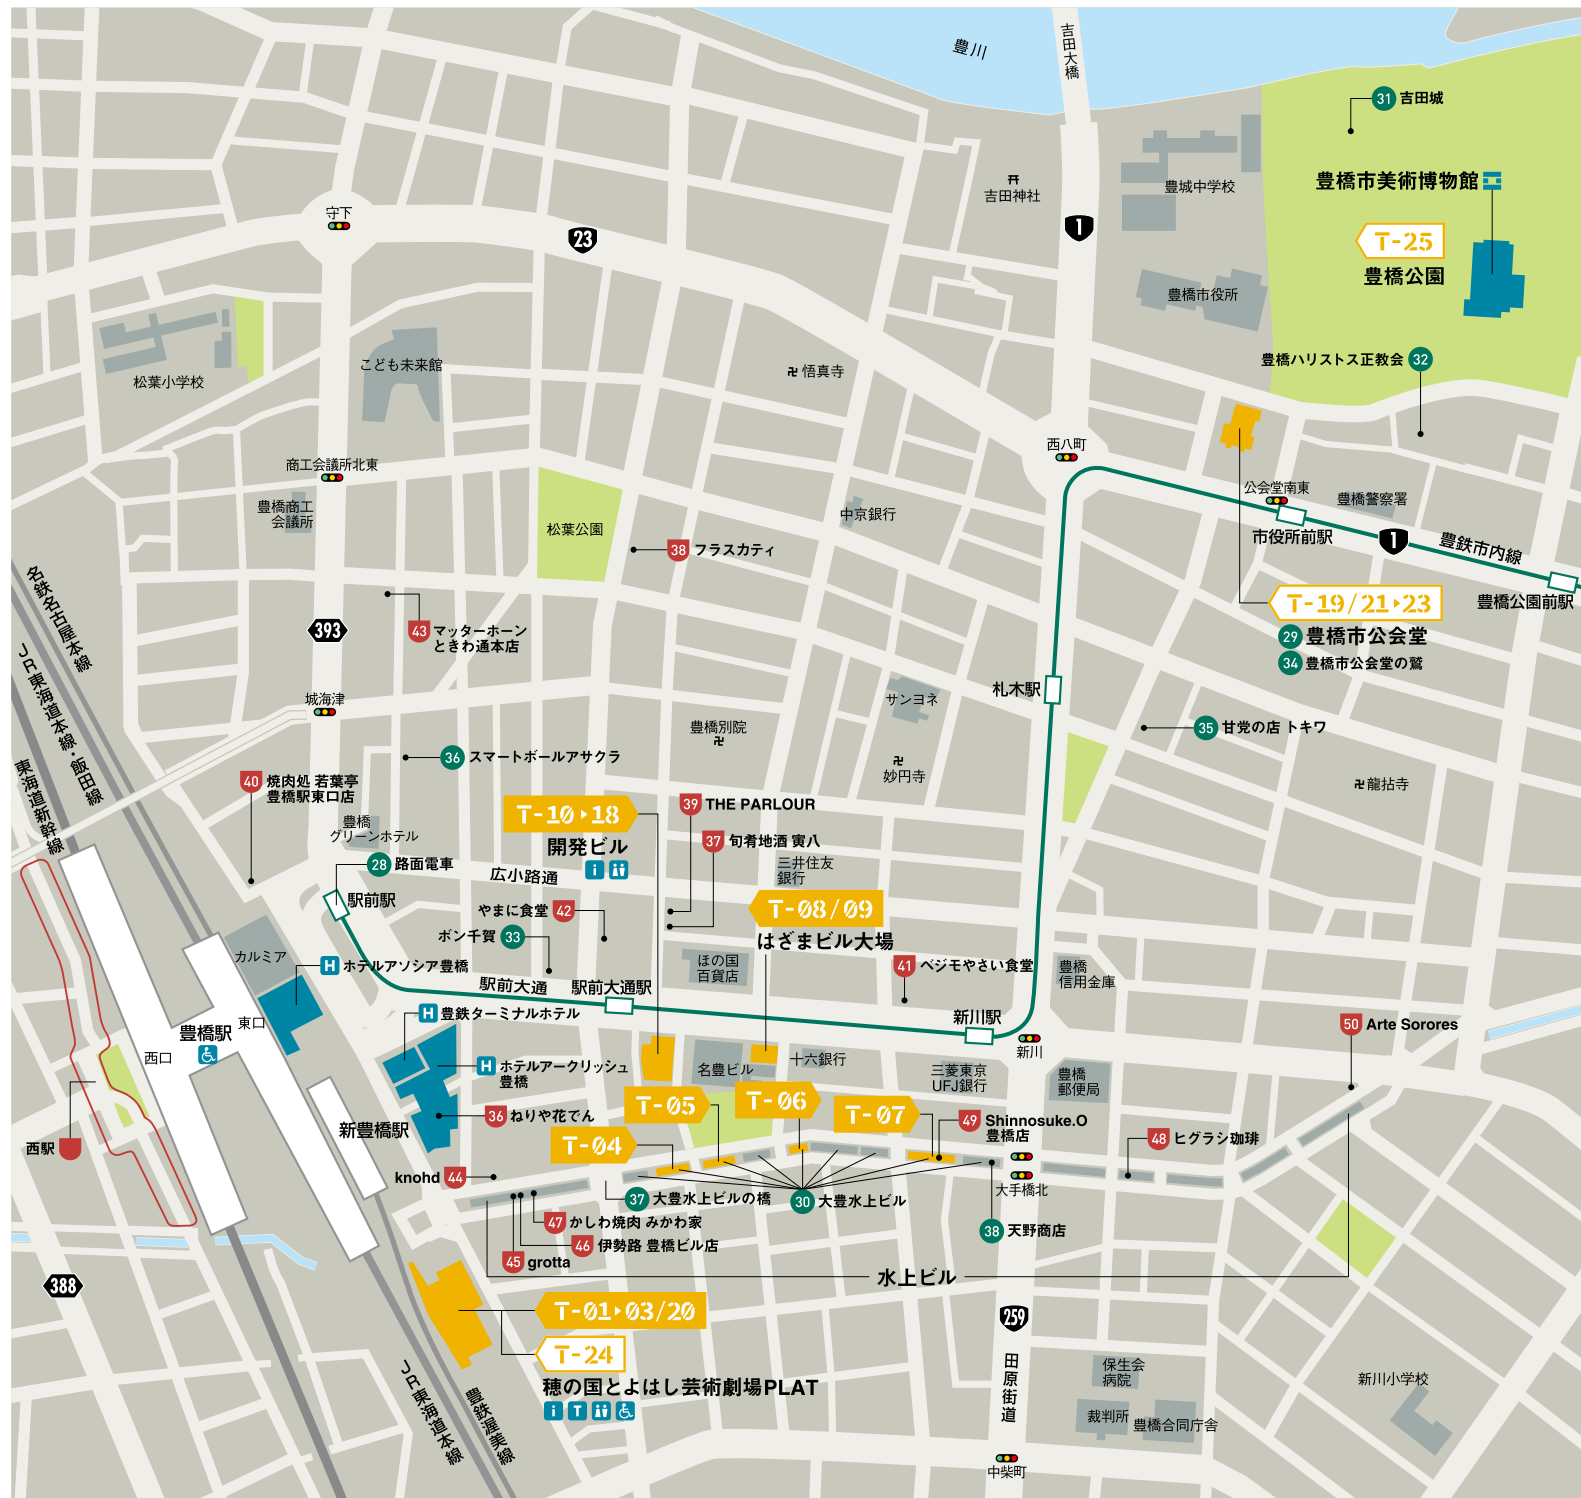 豊川
吉田大橋
31 吉田城
豊橋市美術博物館
T-25
豊橋公園
豊城中学校
吉田神社
1
守下
23
豊橋市役所
豊橋ハリストス正教会 32
松葉小学校
こども未来館
悟真寺
西八町
商工会議所北東
豊橋商工
会議所
公会堂南東
豊橋警察署
中京銀行
松葉公園
市役所前駅
1
豊鉄市内線
38 フラスカティ
名鉄名古屋本線
豊橋公園前駅
T-19/21▸23
29 豊橋市公会堂
34 豊橋市公会堂の鷲
393
43 マッターホーン
ときわ通本店
JR東海道本線・飯田線
城海津
札木駅
サンヨネ
豊橋別院
35 甘党の店 トキワ
36 スマートボールアサクラ
妙円寺
龍拈寺
東海道新幹線
40 焼肉処 若葉亭
豊橋駅東口店
T-10▸18
開発ビル
i
39 THE PARLOUR
37 旬肴地酒 寅八
豊橋
グリーンホテル
28 路面電車
広小路通
三井住友
銀行
駅前駅
やまに食堂 42
T-08/09
はざまビル大場
ボン千賀 33
カルミア
H ホテルアソシア豊橋
ほの国
百貨店
41 ベジモやさい食堂
豊橋
信用金庫
駅前大通
駅前大通駅
H 豊鉄ターミナルホテル
新川駅
新川
50 Arte Sorores
豊橋駅
東口
西口
H ホテルアークリッシュ
豊橋
名豊ビル
十六銀行
三菱東京
UFJ銀行
豊橋
郵便局
T-05
T-06
T-07
36 ねりや花でん
新豊橋駅
49 Shinnosuke.O
豊橋店
48 ヒグラシ珈琲
T-04
西駅
knohd 44
大手橋北
37 大豊水上ビルの橋
30 大豊水上ビル
47 かしわ焼肉 みかわ家
38 天野商店
46 伊勢路 豊橋ビル店
45 grotta
水上ビル
388
T-01▸03/20
259
T-24
穂の国とよはし芸術劇場PLAT
i T
田原街道
保生会
病院
新川小学校
裁判所
豊橋合同庁舎
JR東海道本線
豊鉄渥美線
中柴町